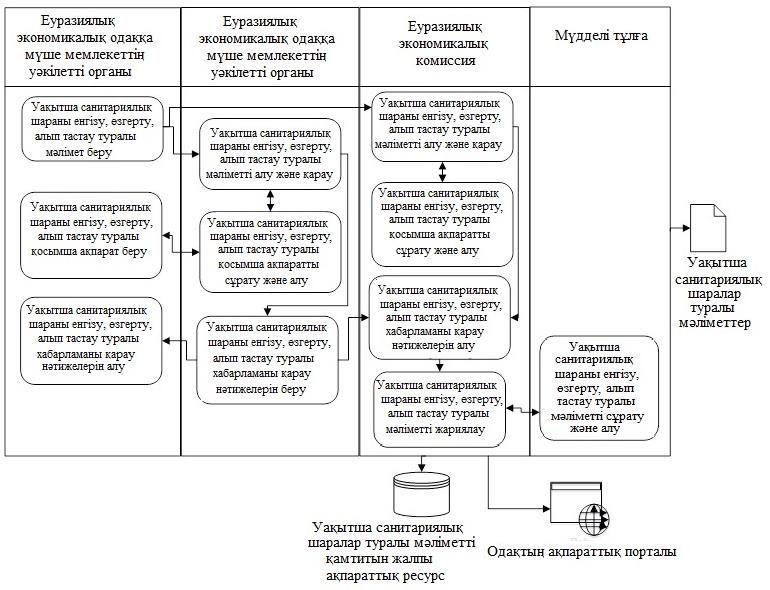 Еуразиялық
экономикалық одаққа
мүше мемлекеттің
уәкілетті органы
Еуразиялық
экономикалық одаққа
мүше мемлекеттің
уәкілетті органы
Еуразиялық
экономикалық
комиссия
Мүдделі тұлға
Уақытша санитариялық
шараны енгізу, өзгерту,
алып тастау туралы
мәлімет беру
Уақытша санитариялық
шараны енгізу, өзгерту,
алып тастау туралы
қосымша ақпарат беру
Уақытша санитариялық
шараны енгізу, өзгерту,
алып тастау туралы
хабарламаны қарау
нәтижелерін алу
Уақытша санитариялық
шараны енгізу, өзгерту,
алып тастау туралы
мәліметті алу және қарау
Уақытша санитариялық
шараны енгізу, өзгерту,
алып тастау туралы
қосымша ақпаратты
сұрату және алу
Уақытша санитариялық
шараны енгізу, өзгерту,
алып тастау туралы
хабарламаны қарау
нәтижелерін беру
Уақытша санитариялық
шараны енгізу, өзгерту,
алып тастау туралы
мәліметті алу және қарау
Уақытша санитариялық
шараны енгізу, өзгерту,
алып тастау туралы
қосымша ақпаратты
сұрату және алу
Уақытша санитариялық
шараны енгізу, өзгерту,
алып тастау туралы
хабарламаны қарау
нәтижелерін алу
Уақытша санитариялық
шараны енгізу, өзгерту,
алып тастау туралы
мәліметті жариялау
Уақытша
санитариялық
шараны енгізу,
өзгерту, алып
тастау туралы
мәліметті сұрату
және алу
Уақытша
санитариялық
шаралар
туралы
мәліметтер
Уақытша санитариялық
шаралар туралы мәліметті
қамтитын жалпы
ақпараттық ресурс
Одақтың ақпараттық порталы